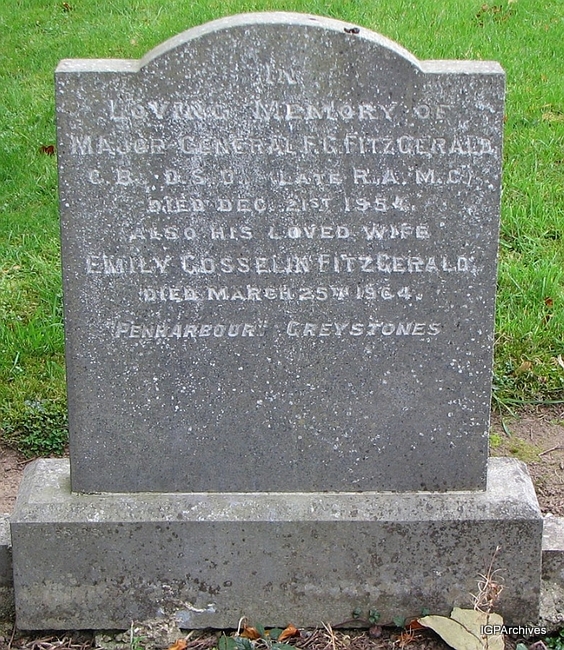 IN
LOVING MEMORY OF
MAJOR GENERAL F.G. FITZGERALD
C.B., D.S.O. (LATE R.A.M.C.)
DIED DEC. 21ST 1954.
ALSO HIS LOVED WIFE
EMILY GOSSELIN FITZGERALD,
DIED MARCH 25TH 1964.
"PENHARBOUR" GREYSTONES
IGPArchives